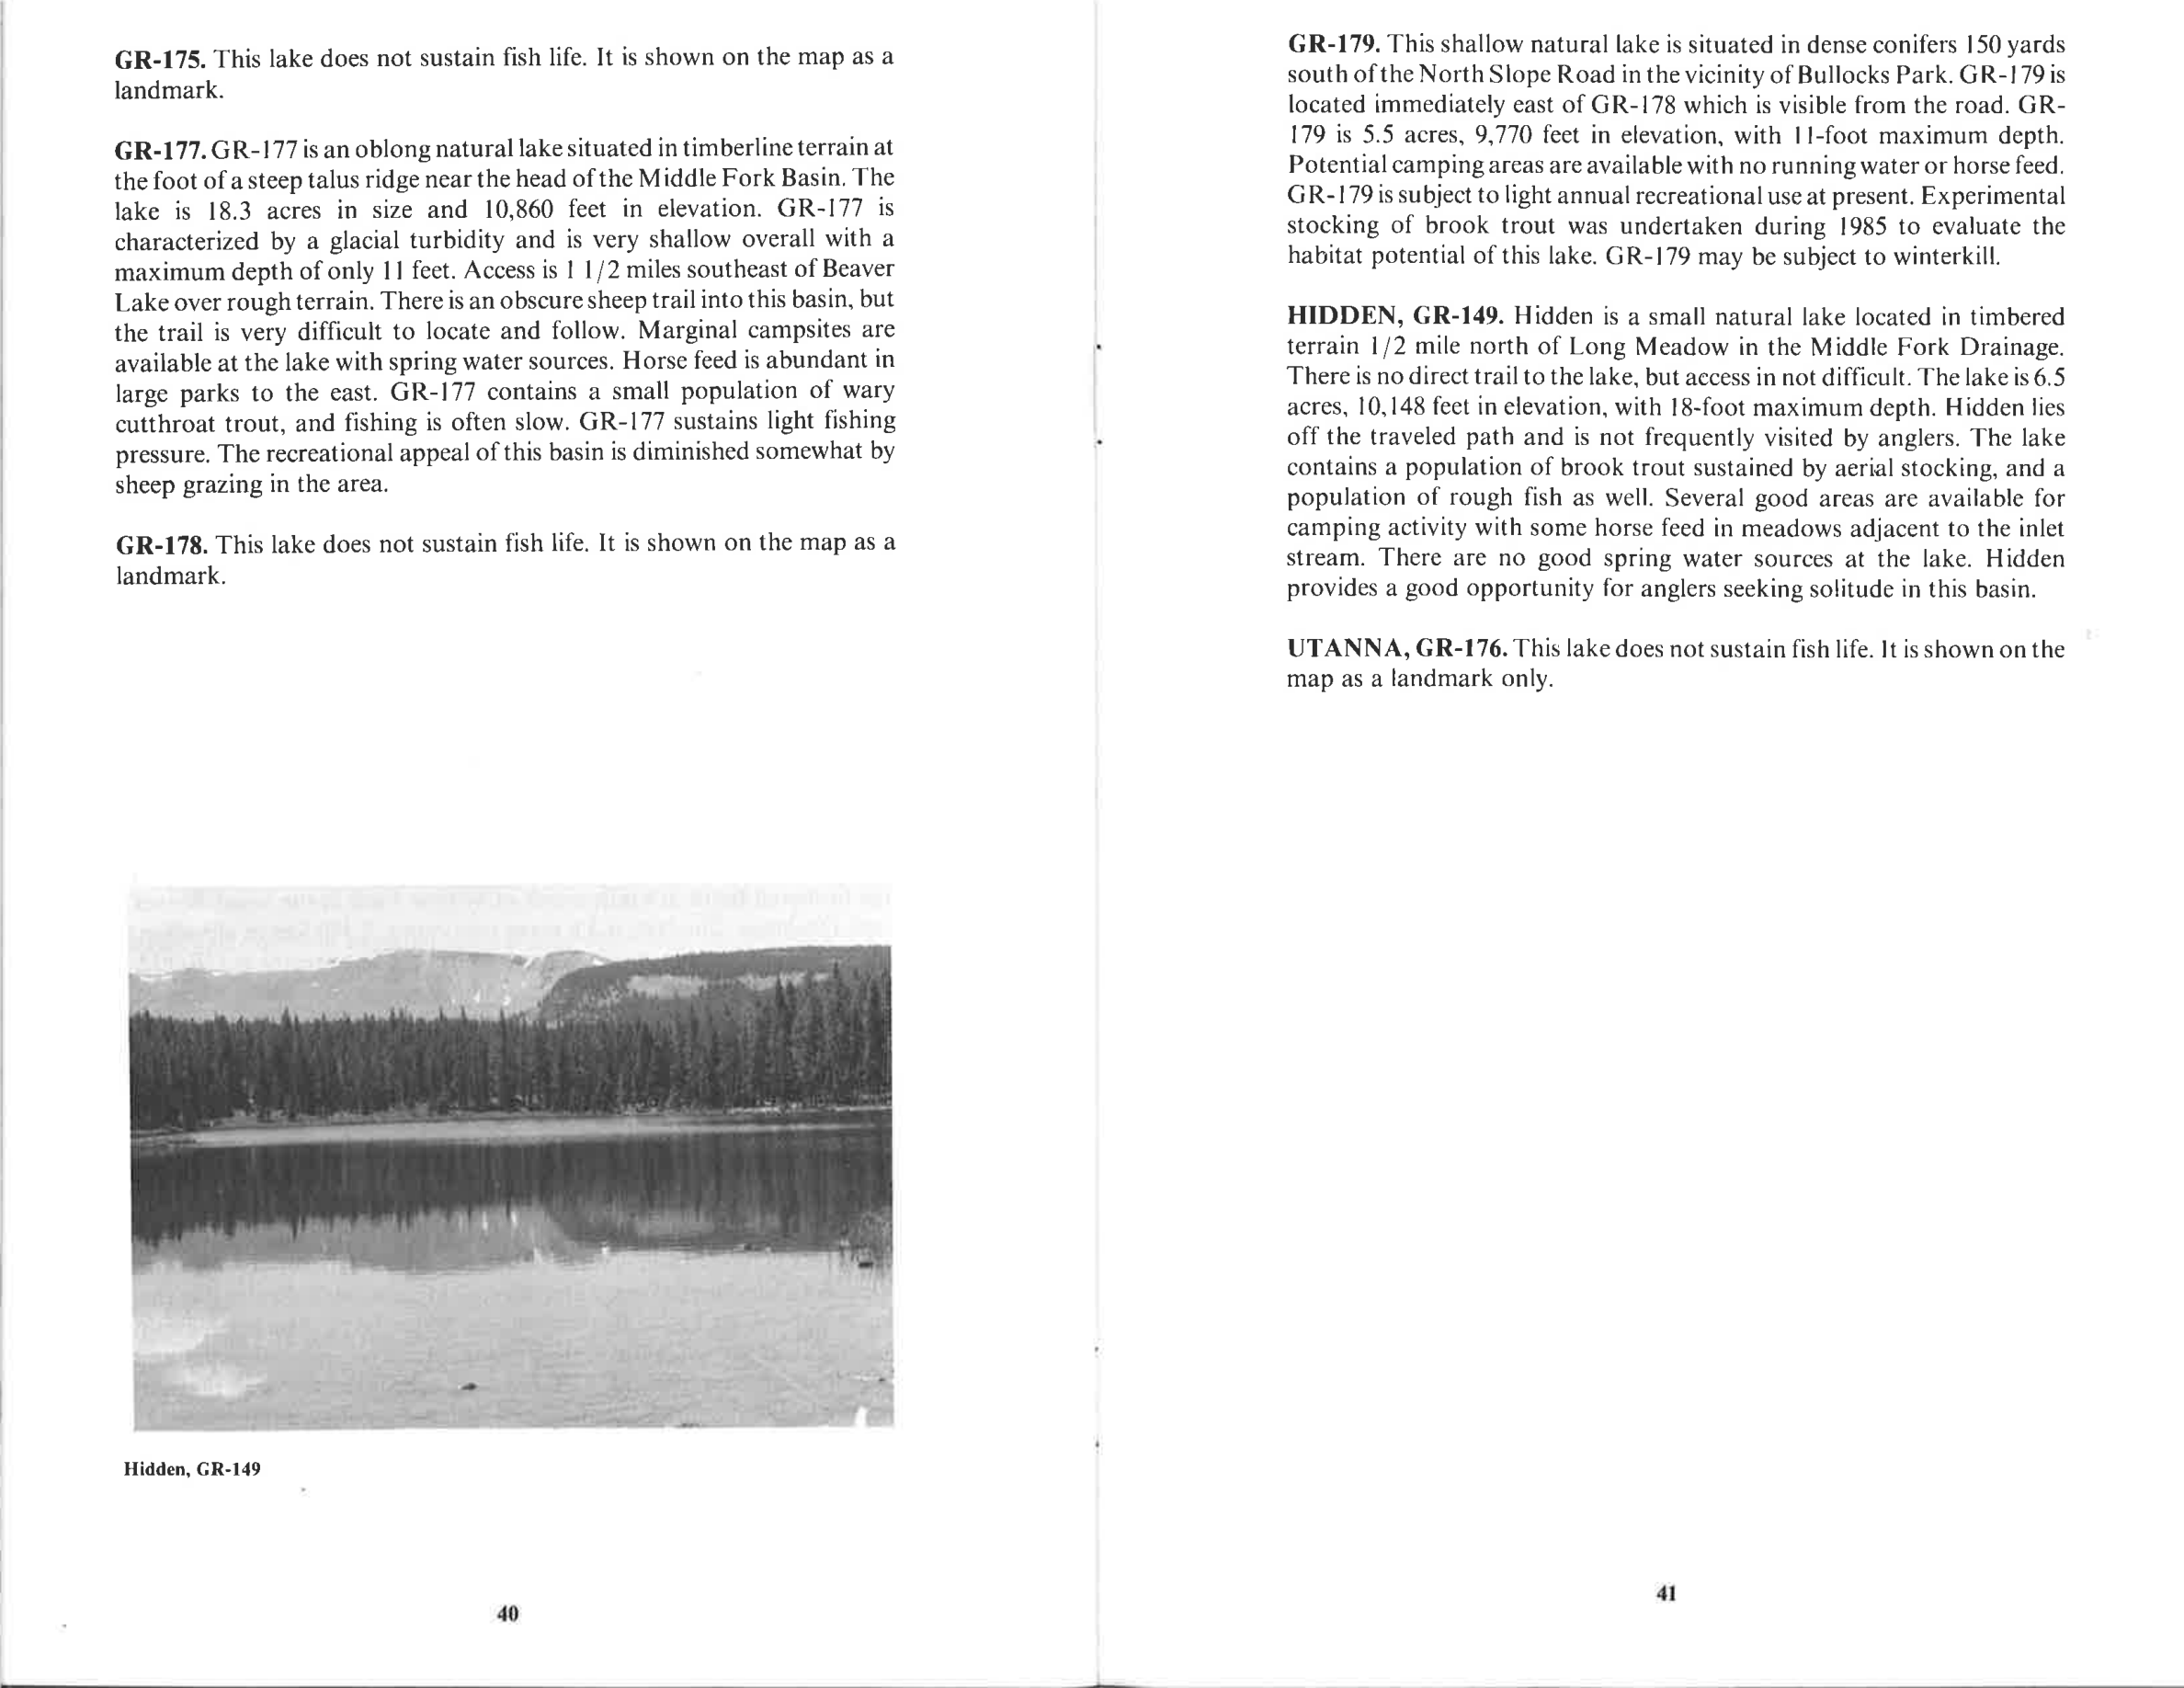 GR-175. This lake does not sustain fish life. It is shown on the map as a
landmark.
GR-177. GR-177 is an oblong natural lake situated in timberline terrain at
the foot of a steep talus ridge near the head of the Middle Fork Basin. The
lake is 18.3 acres in size and 10,860 feet in elevation. GR-177 is
characterized by a glacial turbidity and is very shallow overall with a
maximum depth of only 11 feet. Access is 1 1/2 miles southeast of Beaver
Lake over rough terrain. There is an obscure sheep trail into this basin, but
the trail is very difficult to locate and follow. Marginal campsites are
available at the lake with spring water sources. Horse feed is abundant in
large parks to the east. GR-177 contains a small population of wary
cutthroat trout, and fishing is often slow. GR-177 sustains light fishing
pressure. The recreational appeal of this basin is diminished somewhat by
sheep grazing in the area.
GR-178. This lake does not sustain fish life. It is shown on the map as a
landmark.
Hidden, GR-149
40
GR-179. This shallow natural lake is situated in dense conifers 150 yards
south of the North Slope Road in the vicinity of Bullocks Park. GR-179 is
located immediately east of GR-178 which is visible from the road. GR-
179 is 5.5 acres, 9,770 feet in elevation, with 11-foot maximum depth.
Potential camping areas are available with no running water or horse feed.
GR-179 is subject to light annual recreational use at present. Experimental
stocking of brook trout was undertaken during 1985 to evaluate the
habitat potential of this lake. GR-179 may be subject to winterkill.
HIDDEN, GR-149. Hidden is a small natural lake located in timbered
terrain 1/2 mile north of Long Meadow in the Middle Fork Drainage.
There is no direct trail to the lake, but access in not difficult. The lake is 6.5
acres, 10,148 feet in elevation, with 18-foot maximum depth. Hidden lies
off the traveled path and is not frequently visited by anglers. The lake
contains a population of brook trout sustained by aerial stocking, and a
population of rough fish as well. Several good areas are available for
camping activity with some horse feed in meadows adjacent to the inlet
stream. There are no good spring water sources at the lake. Hidden
provides a good opportunity for anglers seeking solitude in this basin.
UTANNA, GR-176. This lake does not sustain fish life. It is shown on the
map as a landmark only.
41